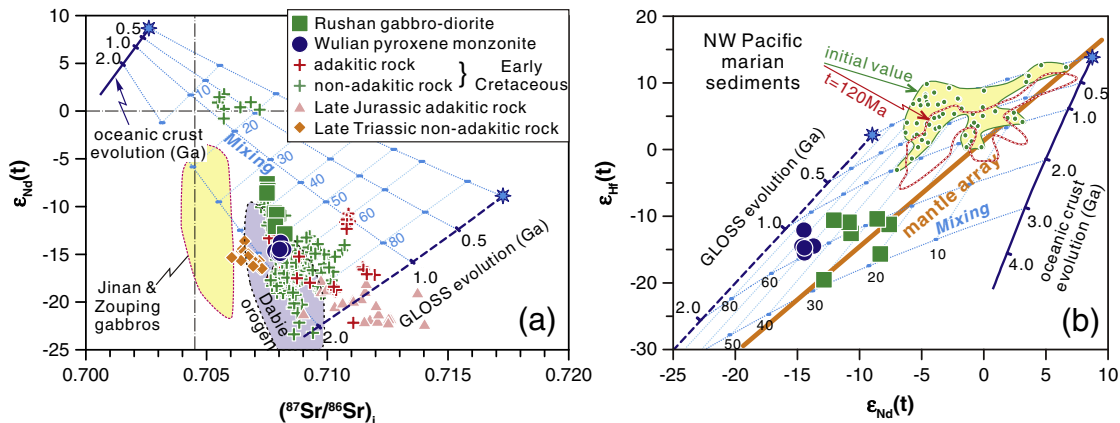 10
5
0
-5
-10
-15
-20
-25
εNd(t)
0.700
0.705
0.710
0.715
0.720
(⁸⁷Sr/⁸⁶Sr)i
Rushan gabbro-diorite
Wulian pyroxene monzonite
adakitic rock
non-adakitic rock
} Early Cretaceous
Late Jurassic adakitic rock
Late Triassic non-adakitic rock
0.5
1.0
2.0
oceanic crust
evolution (Ga)
10
20
30
40
50
60
80
Mixing
Jinan &
Zouping
gabbros
Dabie
orogen
GLOSS evolution (Ga)
0.5
1.0
2.0
(a)
20
15
10
5
0
-5
-10
-15
-20
-25
εHf(t)
-25
-20
-15
-10
-5
0
5
10
εNd(t)
NW Pacific
marian
sediments
initial value
t=120Ma
GLOSS evolution (Ga)
0.5
1.0
2.0
mantle array
Mixing
80
60
50
40
30
20
10
oceanic crust
evolution (Ga)
0.5
1.0
2.0
3.0
4.0
(b)